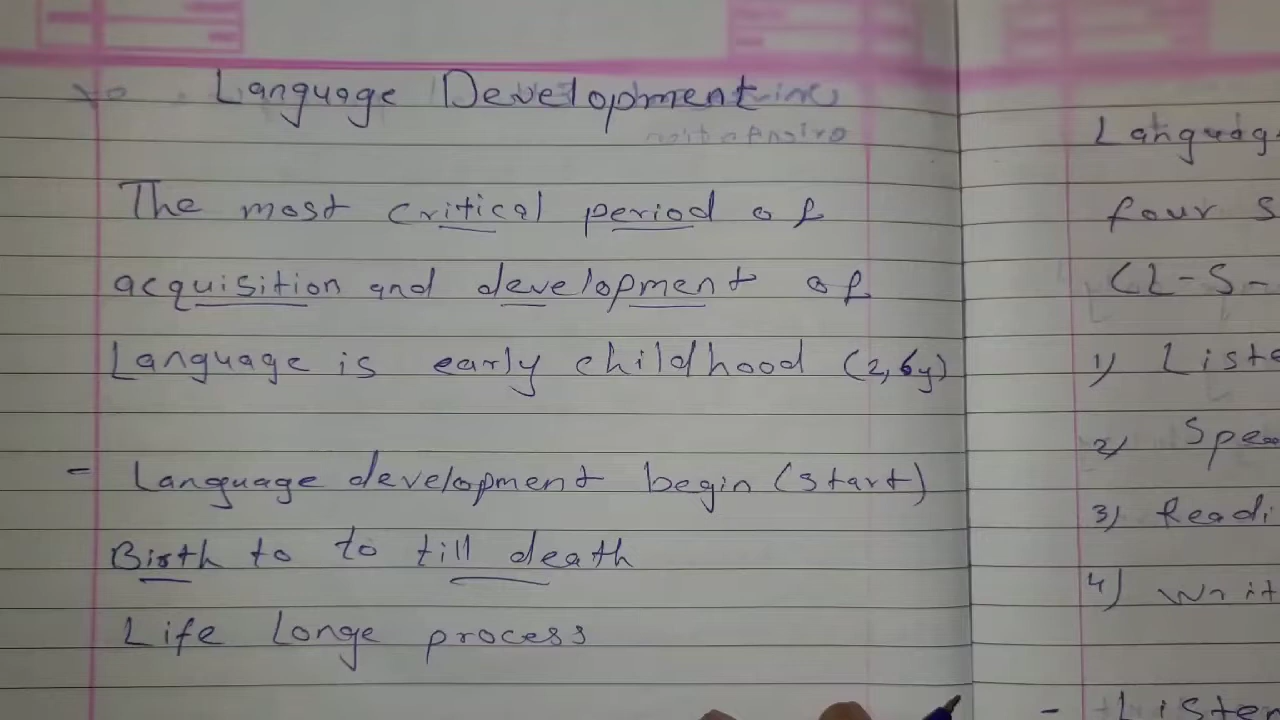 Language Development
The most critical period of
acquisition and development of
Language is early childhood (2,6y)
- Language development begin (start)
Birth to to till death
Life Longe process
Languag
four S
(L-S-
1) Liste
2) Spea
3) Readi
4) Writ
- Listen